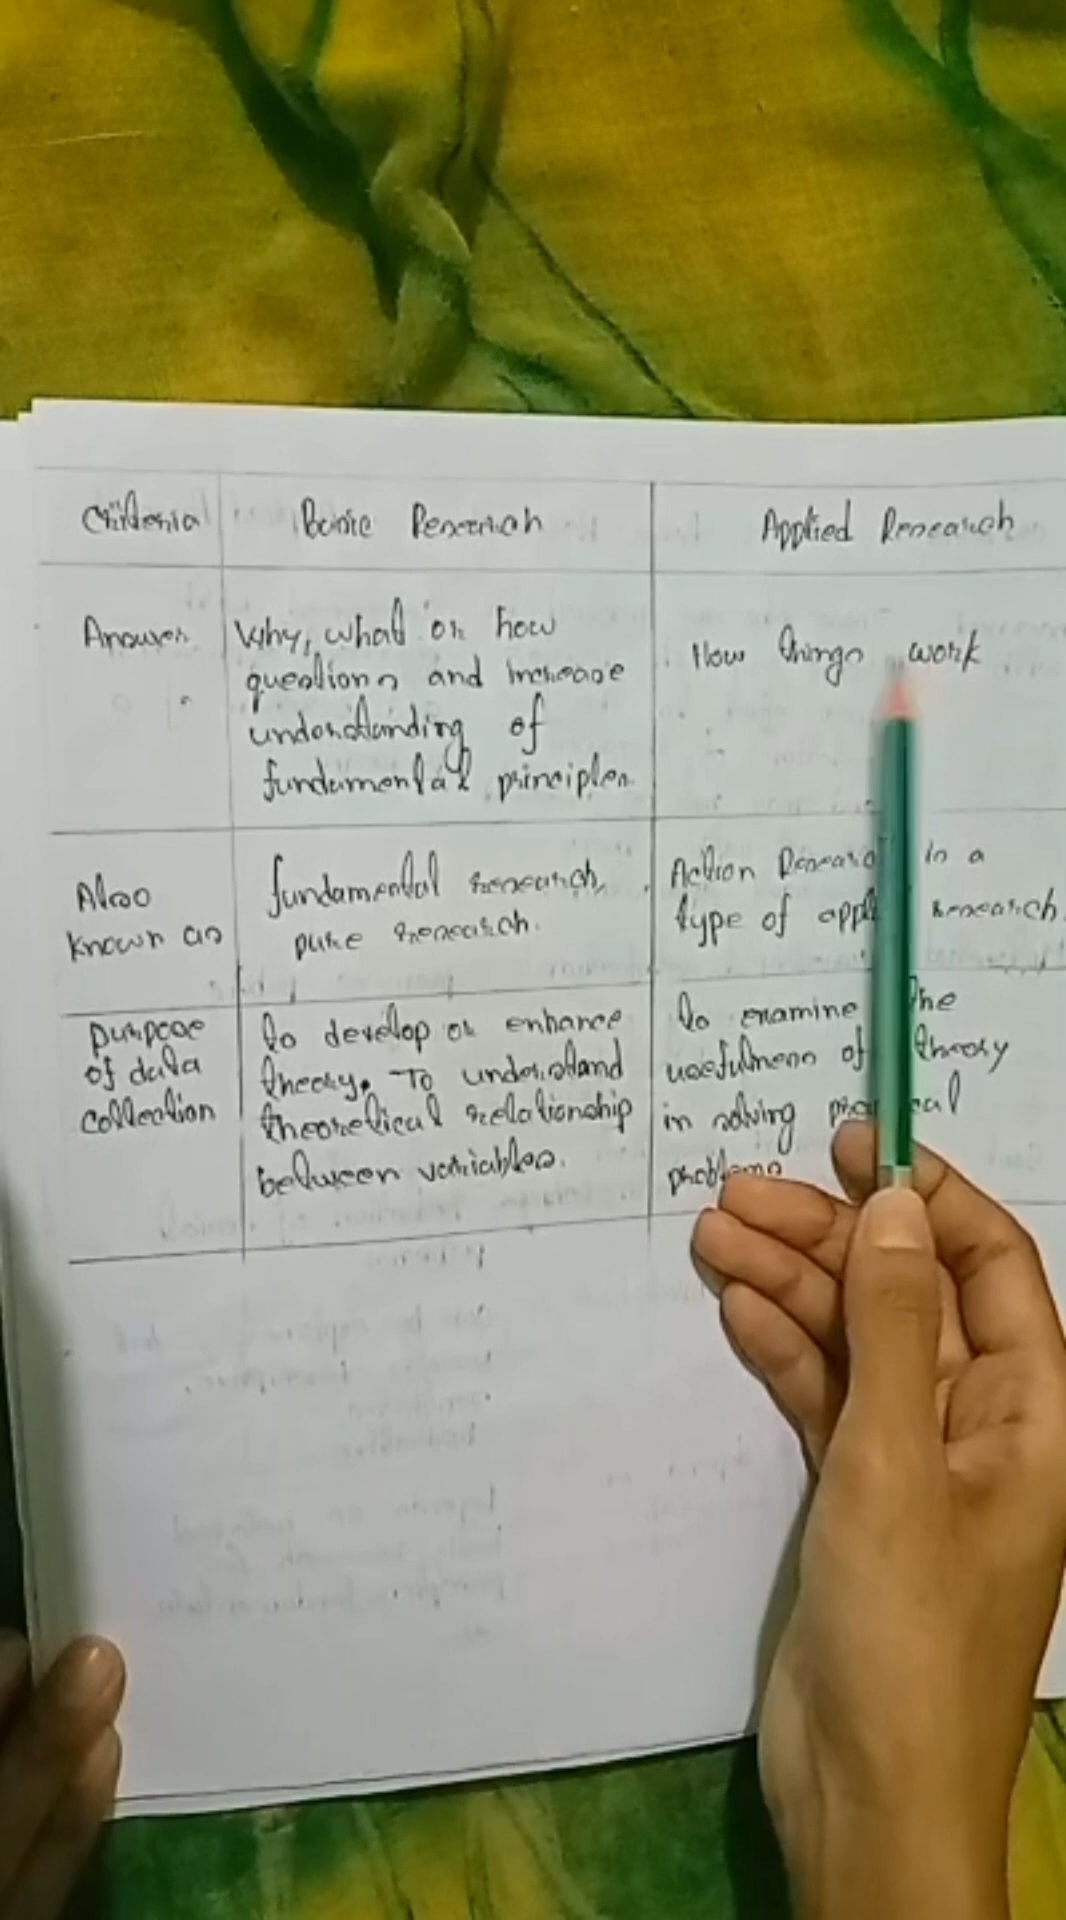 Criteria
Basic Research
Applied Research
Answer
Why, what or how
questions and increase
understanding of
fundamental principles.
How things work
Also
known as
fundamental research,
pure research.
Action Research is a
type of applied research.
purpose
of data
collection
To develop or enhance
theory. To understand
theoretical relationship
between variables.
To examine the
usefulness of theory
in solving practical
problems